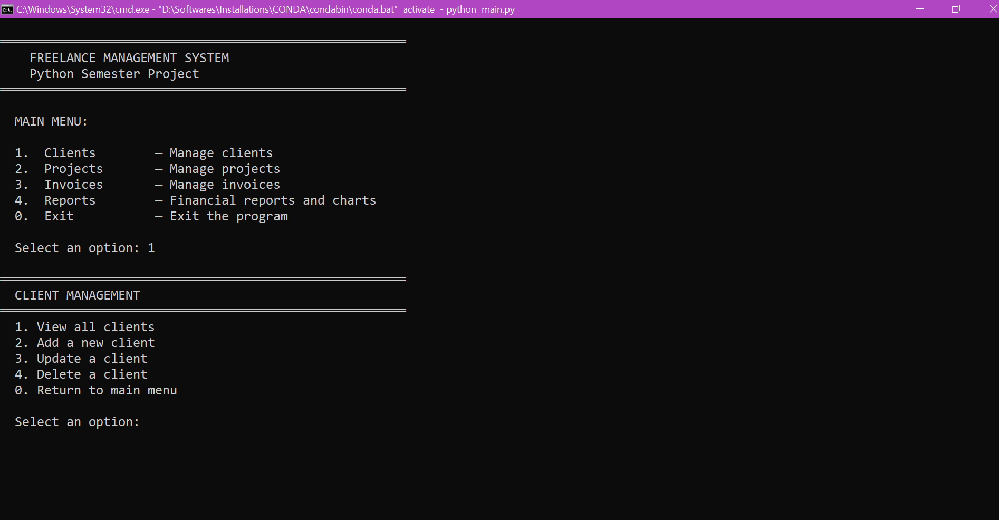 C:\Windows\System32\cmd.exe - "D:\Softwares\Installations\CONDA\condabin\conda.bat"  activate  - python  main.py
FREELANCE MANAGEMENT SYSTEM
Python Semester Project
MAIN MENU:
1.  Clients        — Manage clients
2.  Projects       — Manage projects
3.  Invoices       — Manage invoices
4.  Reports        — Financial reports and charts
0.  Exit           — Exit the program
Select an option: 1
CLIENT MANAGEMENT
1. View all clients
2. Add a new client
3. Update a client
4. Delete a client
0. Return to main menu
Select an option: